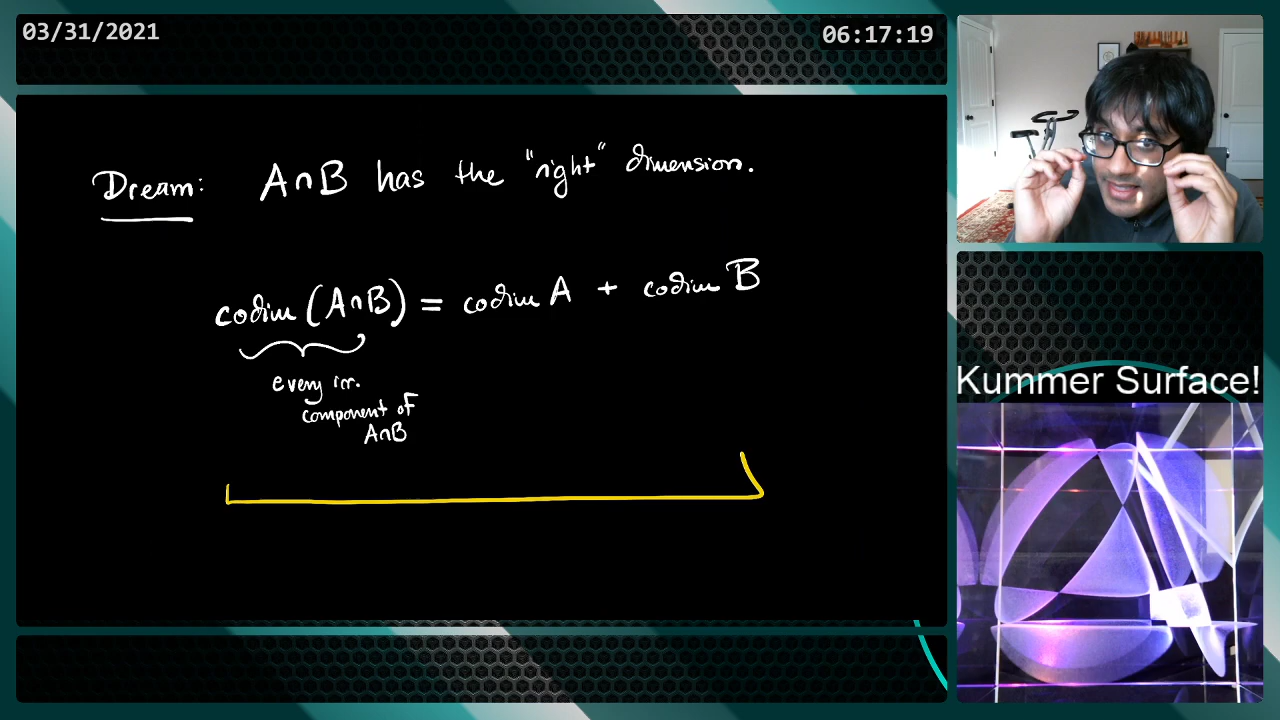 03/31/2021
06:17:19
Dream: A∩B has the "right" dimension.
codim (A∩B) = codim A + codim B
every irr.
component of
A∩B
Kummer Surface!